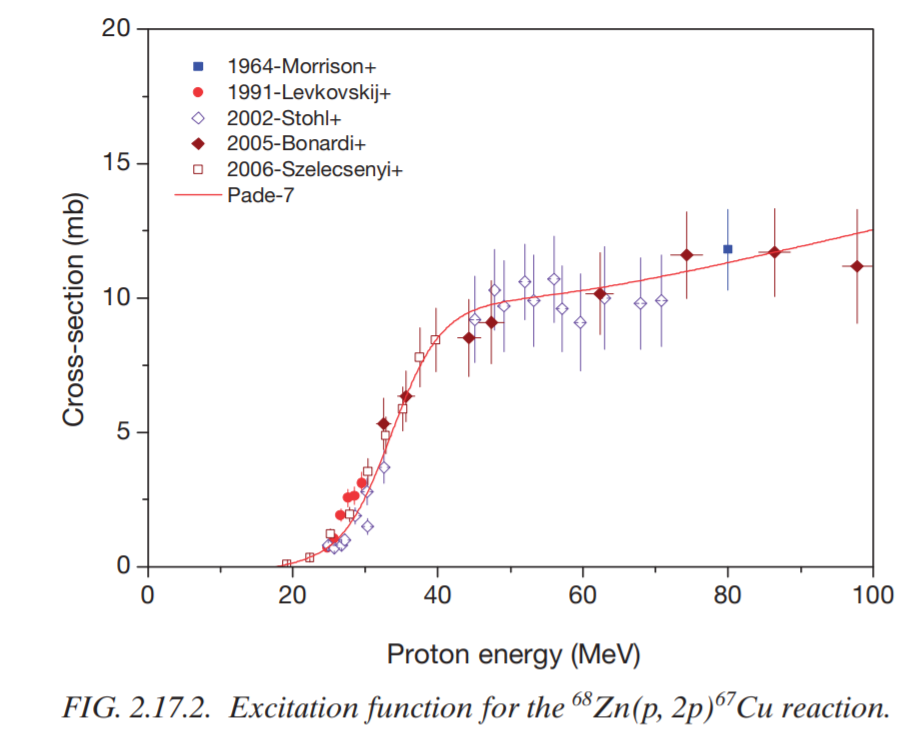 20
1964-Morrison+
1991-Levkovskij+
2002-Stohl+
2005-Bonardi+
15
2006-Szelecsenyi+
Pade-7
Cross-section (mb)
10
5
0
0 20 40 60 80 100
Proton energy (MeV)
FIG. 2.17.2. Excitation function for the ⁶⁸Zn(p, 2p)⁶⁷Cu reaction.